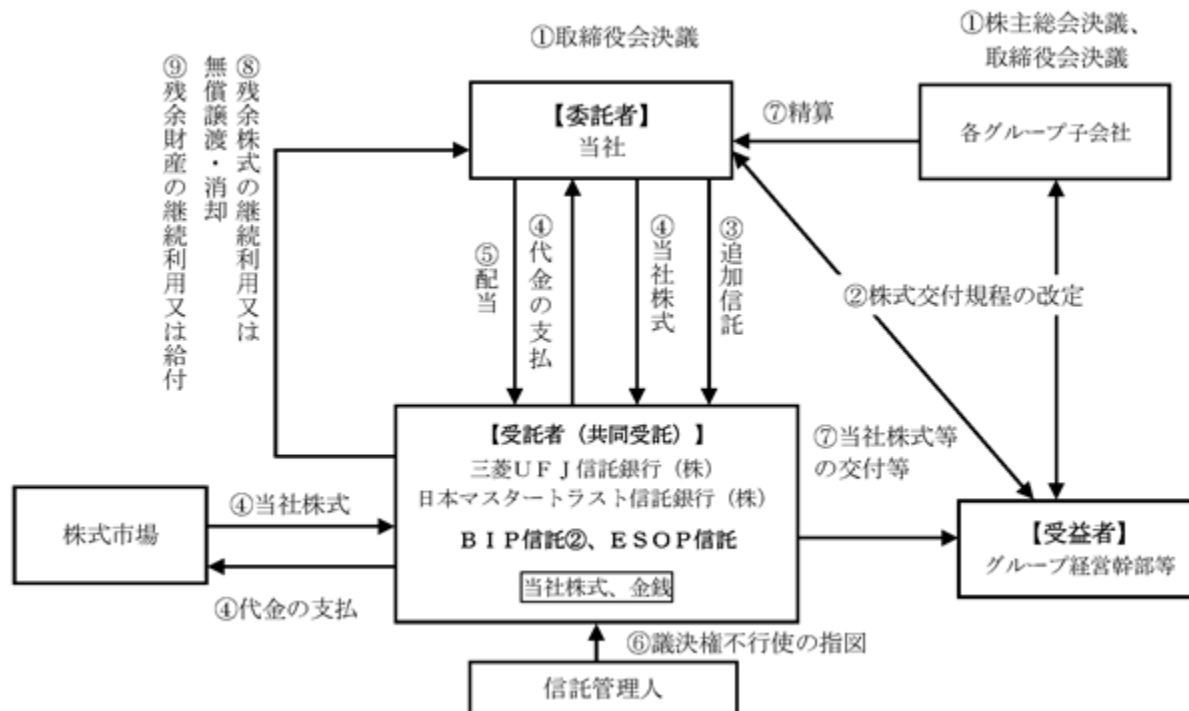 ①取締役会決議
①株主総会決議、
取締役会決議
⑧残余株式の継続利用又は
無償譲渡・消却
⑨残余財産の継続利用又は給付
【委託者】
当社
⑦精算
各グループ子会社
⑤配当
④代金の支払
④当社株式
③追加信託
②株式交付規程の改定
【受託者（共同受託）】
三菱ＵＦＪ信託銀行（株）
日本マスタートラスト信託銀行（株）
ＢＩＰ信託②、ＥＳＯＰ信託
当社株式、金銭
⑦当社株式等
の交付等
株式市場
④当社株式
④代金の支払
【受益者】
グループ経営幹部等
⑥議決権不行使の指図
信託管理人